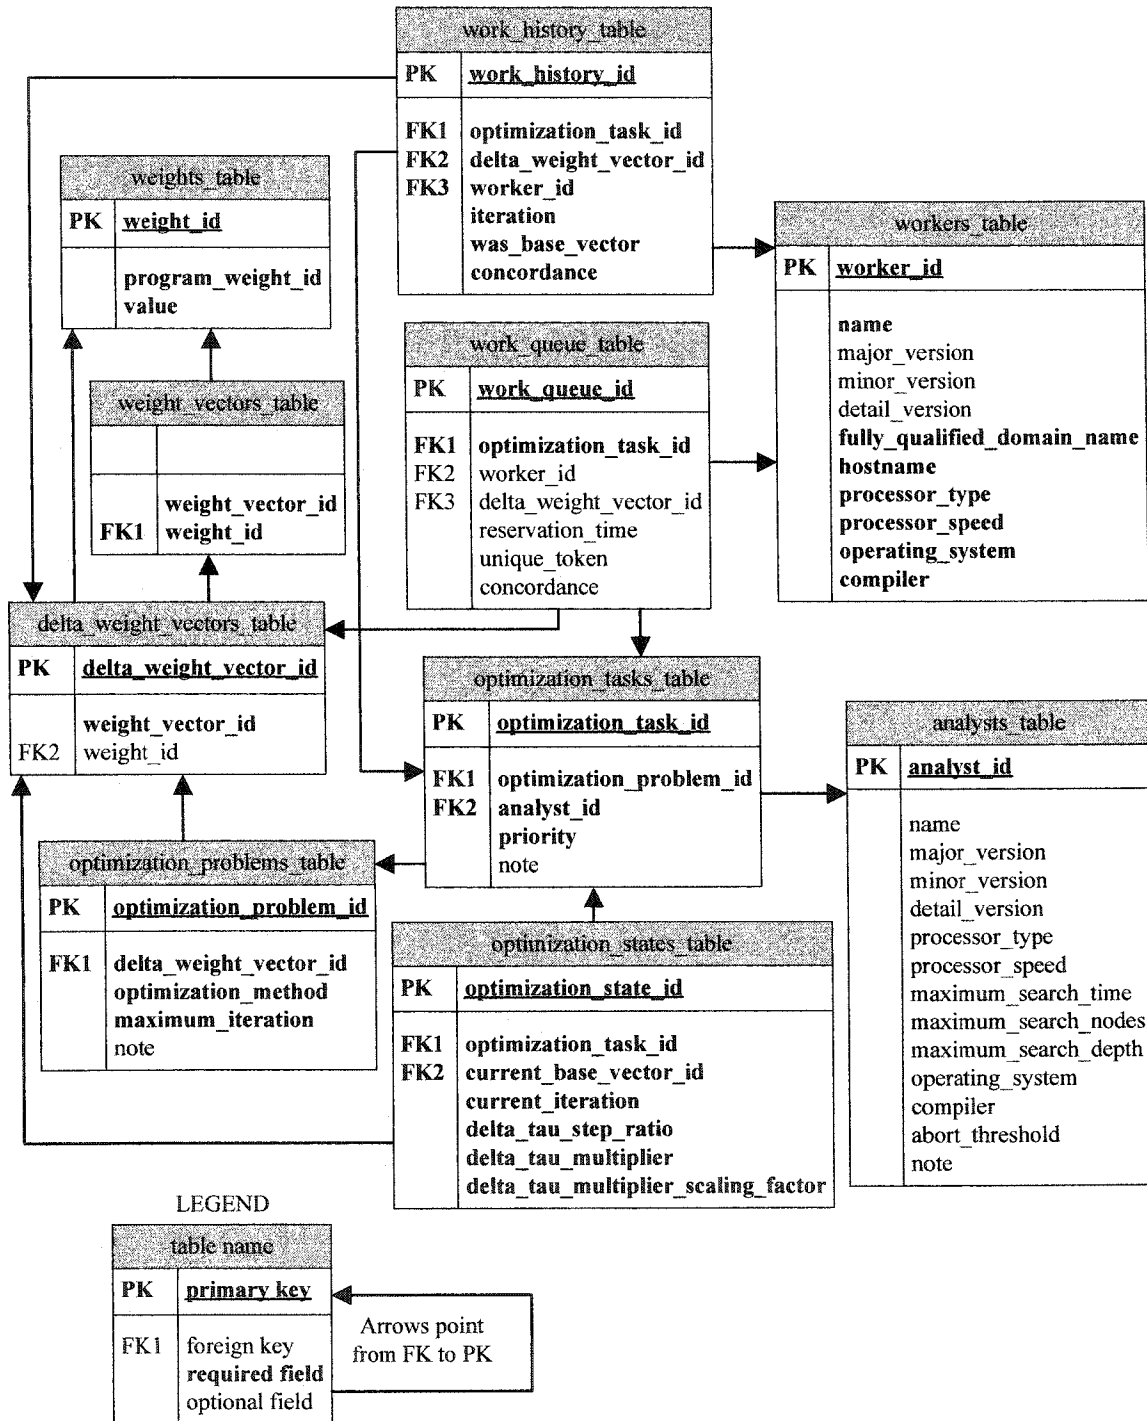 work_history_table
PK work_history_id
FK1 optimization_task_id
FK2 delta_weight_vector_id
FK3 worker_id
iteration
was_base_vector
concordance
weights_table
PK weight_id
program_weight_id
value
workers_table
PK worker_id
name
major_version
minor_version
detail_version
fully_qualified_domain_name
hostname
processor_type
processor_speed
operating_system
compiler
work_queue_table
PK work_queue_id
FK1 optimization_task_id
FK2 worker_id
FK3 delta_weight_vector_id
reservation_time
unique_token
concordance
weight_vectors_table
weight_vector_id
FK1 weight_id
delta_weight_vectors_table
PK delta_weight_vector_id
weight_vector_id
FK2 weight_id
optimization_tasks_table
PK optimization_task_id
FK1 optimization_problem_id
FK2 analyst_id
priority
note
analysts_table
PK analyst_id
name
major_version
minor_version
detail_version
processor_type
processor_speed
maximum_search_time
maximum_search_nodes
maximum_search_depth
operating_system
compiler
abort_threshold
note
optimization_problems_table
PK optimization_problem_id
FK1 delta_weight_vector_id
optimization_method
maximum_iteration
note
optimization_states_table
PK optimization_state_id
FK1 optimization_task_id
FK2 current_base_vector_id
current_iteration
delta_tau_step_ratio
delta_tau_multiplier
delta_tau_multiplier_scaling_factor
LEGEND
table name
PK primary key
FK1 foreign key
required field
optional field
Arrows point
from FK to PK